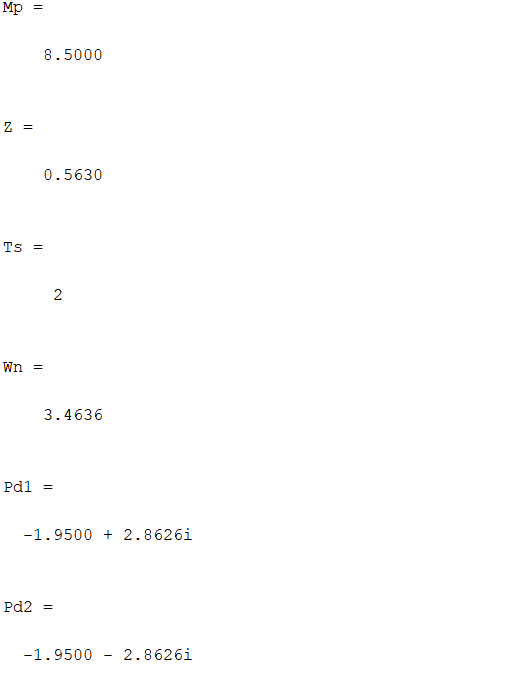 Mp =
8.5000
Z =
0.5630
Ts =
2
Wn =
3.4636
Pd1 =
-1.9500 + 2.8626i
Pd2 =
-1.9500 - 2.8626i